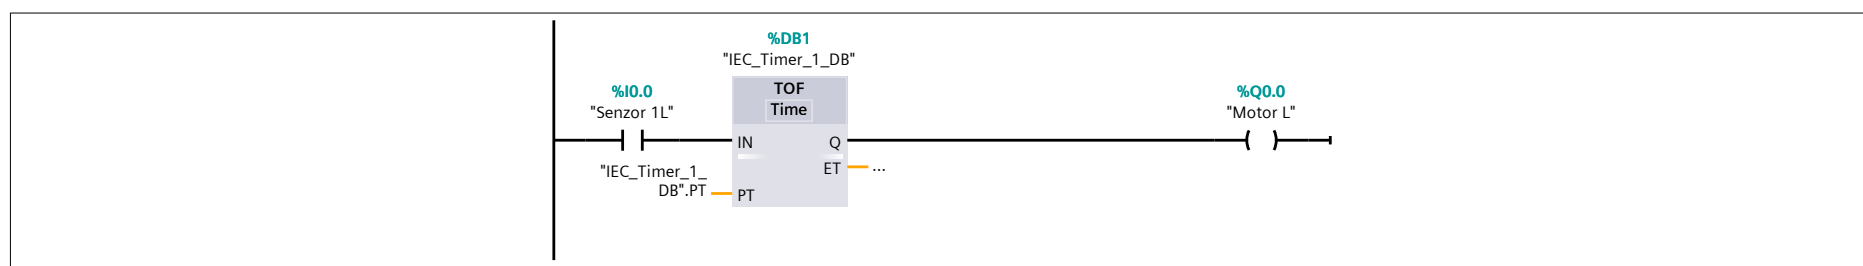 %DB1
"IEC_Timer_1_DB"
TOF
Time
%I0.0
"Senzor 1L"
IN
Q
ET
...
"IEC_Timer_1_
DB".PT
PT
%Q0.0
"Motor L"